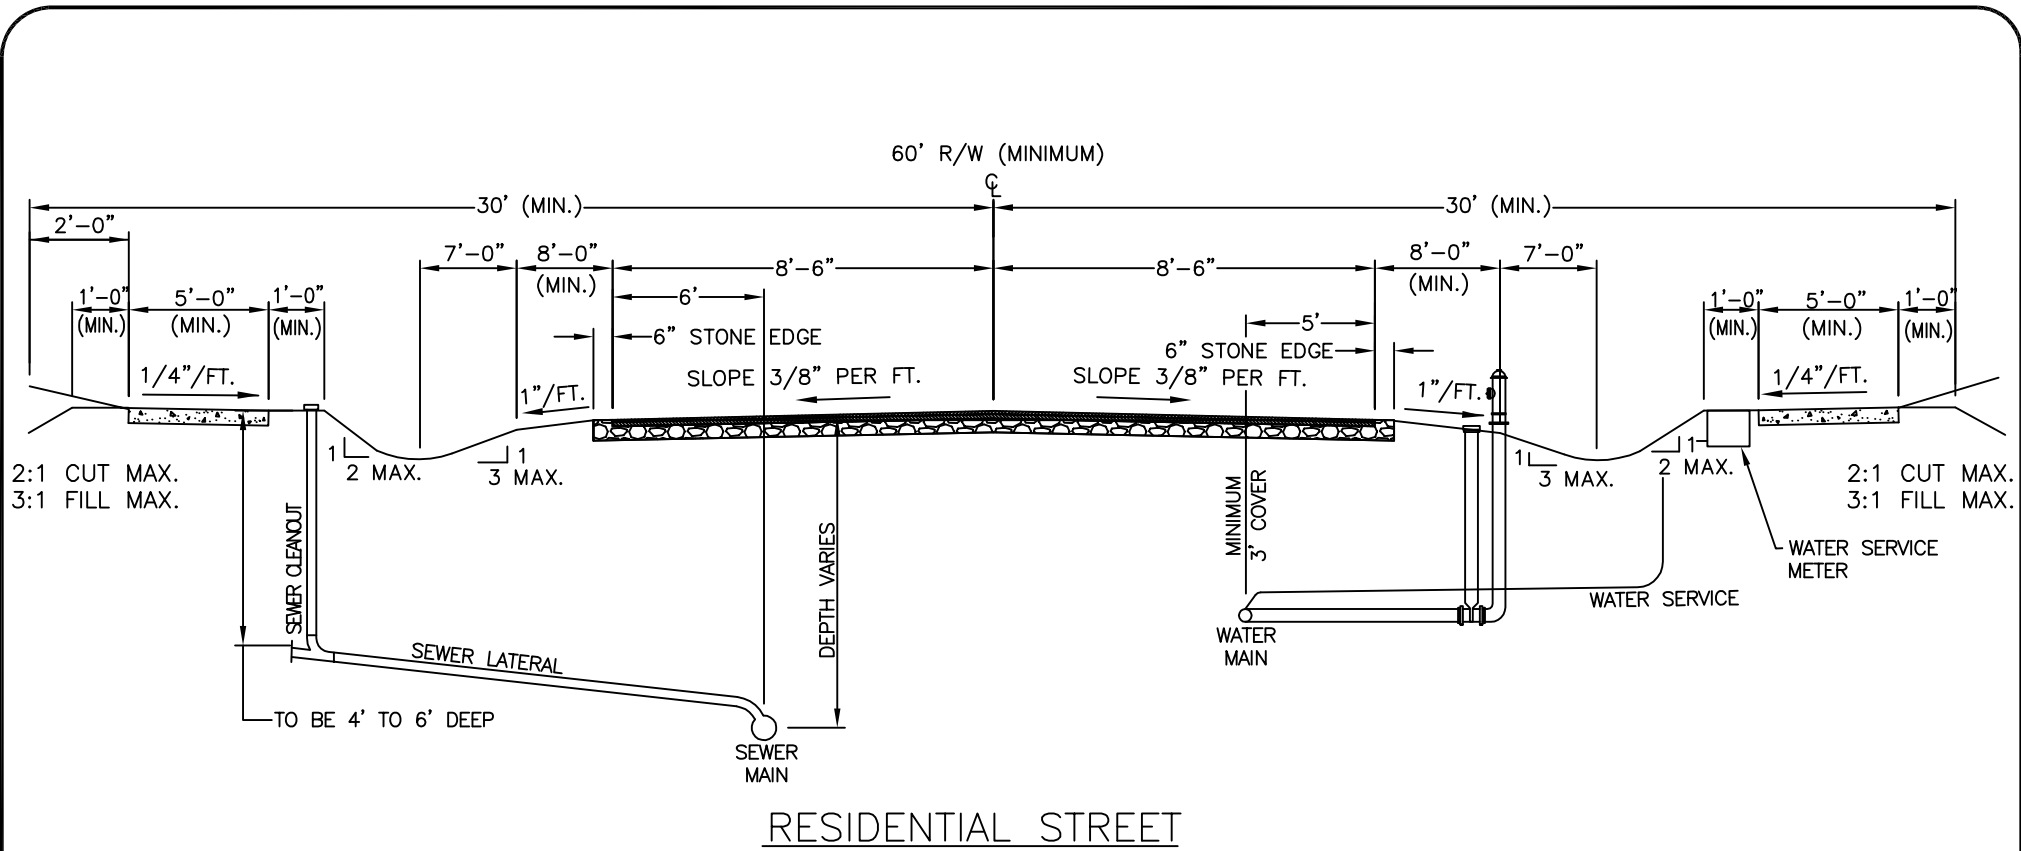 60' R/W (MINIMUM)
℄
30' (MIN.)
30' (MIN.)
2'-0"
7'-0"
8'-0"
(MIN.)
8'-6"
8'-6"
8'-0"
(MIN.)
7'-0"
1'-0"
(MIN.)
5'-0"
(MIN.)
1'-0"
(MIN.)
6'
5'
1'-0"
(MIN.)
5'-0"
(MIN.)
1'-0"
(MIN.)
6" STONE EDGE
6" STONE EDGE
1/4"/FT.
1"/FT.
SLOPE 3/8" PER FT.
SLOPE 3/8" PER FT.
1"/FT.
1/4"/FT.
2:1 CUT MAX.
3:1 FILL MAX.
1
2 MAX.
1
3 MAX.
1
3 MAX.
1
2 MAX.
2:1 CUT MAX.
3:1 FILL MAX.
SEWER CLEANOUT
DEPTH VARIES
MINIMUM
3' COVER
WATER SERVICE
METER
WATER SERVICE
WATER
MAIN
SEWER LATERAL
TO BE 4' TO 6' DEEP
SEWER
MAIN
RESIDENTIAL STREET